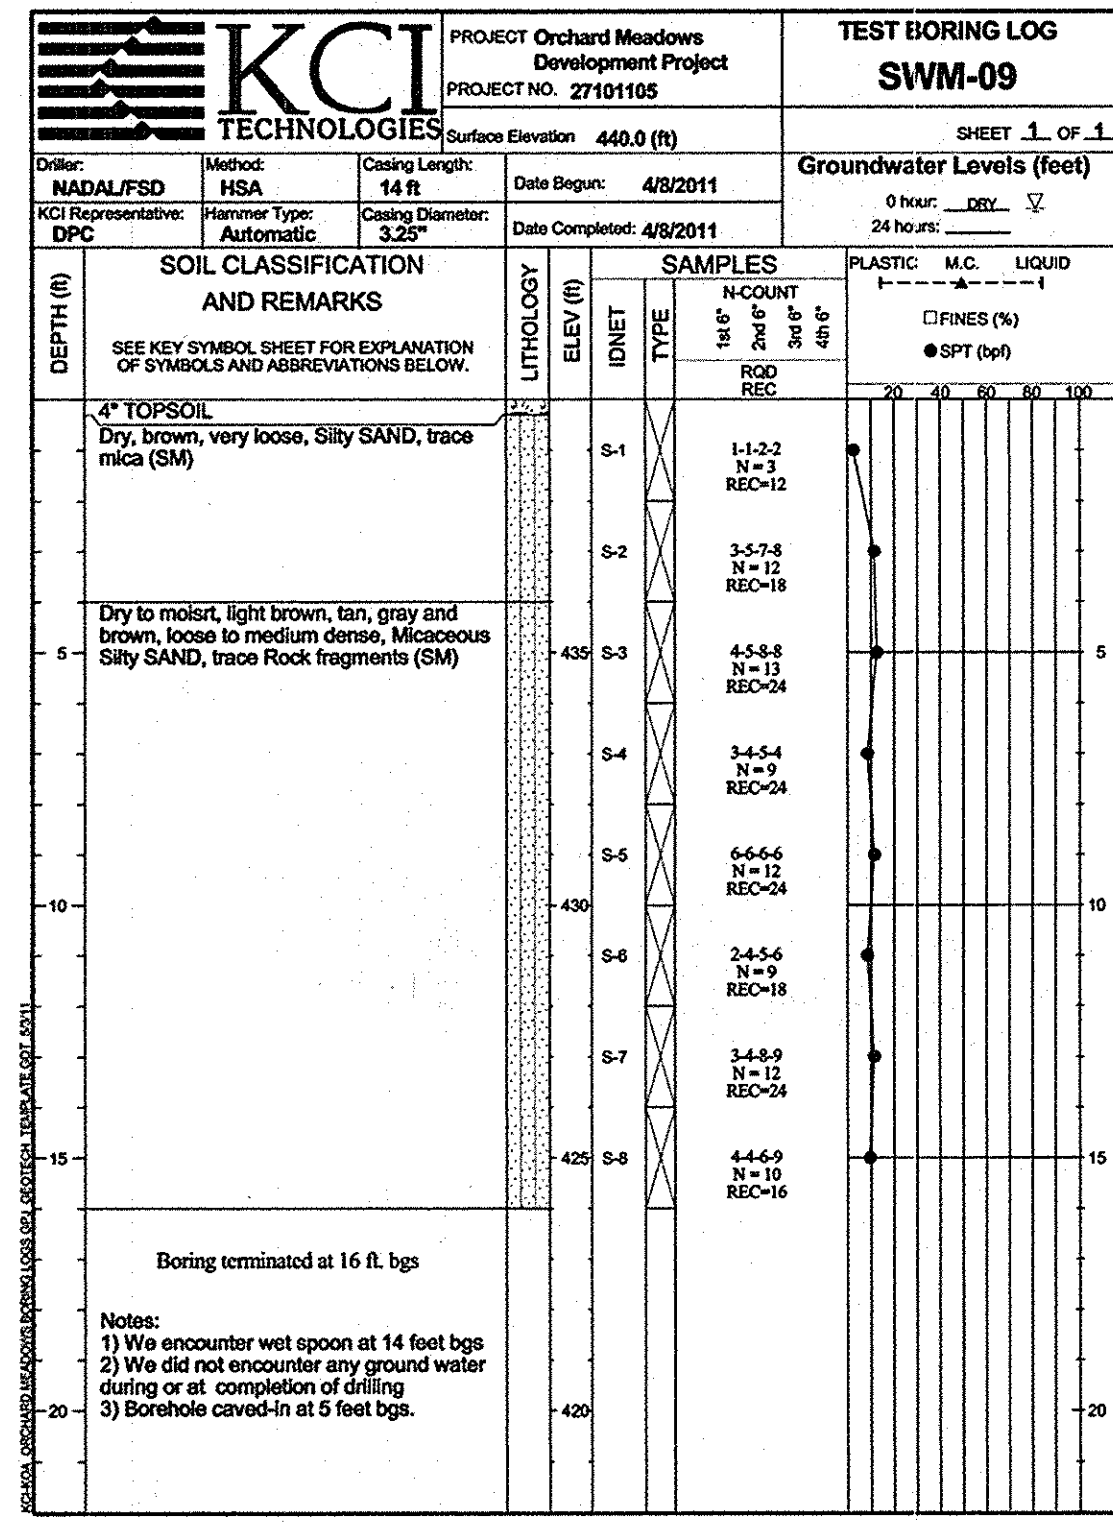 KCI
TECHNOLOGIES
PROJECT Orchard Meadows
Development Project
PROJECT NO. 27101105
Surface Elevation 440.0 (ft)
TEST BORING LOG
SWM-09
SHEET 1 OF 1
Driller:
NADAL/FSD
Method:
HSA
Casing Length:
14 ft
Date Begun: 4/8/2011
KCI Representative:
DPC
Hammer Type:
Automatic
Casing Diameter:
3.25"
Date Completed: 4/8/2011
Groundwater Levels (feet)
0 hour: DRY
24 hours:
DEPTH (ft)
SOIL CLASSIFICATION
AND REMARKS
SEE KEY SYMBOL SHEET FOR EXPLANATION
OF SYMBOLS AND ABBREVIATIONS BELOW.
LITHOLOGY
ELEV (ft)
SAMPLES
IDNET
TYPE
N-COUNT
1st 6"
2nd 6"
3rd 6"
4th 6"
RQD
REC
PLASTIC M.C. LIQUID
FINES (%)
SPT (bpf)
20 40 60 80 100
4" TOPSOIL
Dry, brown, very loose, Silty SAND, trace
mica (SM)
S-1
1-1-2-2
N = 3
REC=12
S-2
3-5-7-8
N = 12
REC=18
Dry to moisrt, light brown, tan, gray and
brown, loose to medium dense, Micaceous
Silty SAND, trace Rock fragments (SM)
5
435
S-3
4-5-8-8
N = 13
REC=24
5
S-4
3-4-5-4
N = 9
REC=24
S-5
6-6-6-6
N = 12
REC=24
10
430
10
S-6
2-4-5-6
N = 9
REC=18
S-7
3-4-8-9
N = 12
REC=24
15
425
S-8
4-4-6-9
N = 10
REC=16
15
Boring terminated at 16 ft. bgs
Notes:
1) We encounter wet spoon at 14 feet bgs
2) We did not encounter any ground water
during or at completion of drilling
3) Borehole caved-in at 5 feet bgs.
20
420
20
KCI-KOA ORCHARD MEADOWS BORING LOGS.GPJ GEOTECH TEMPLATE.GDT 5/3/11